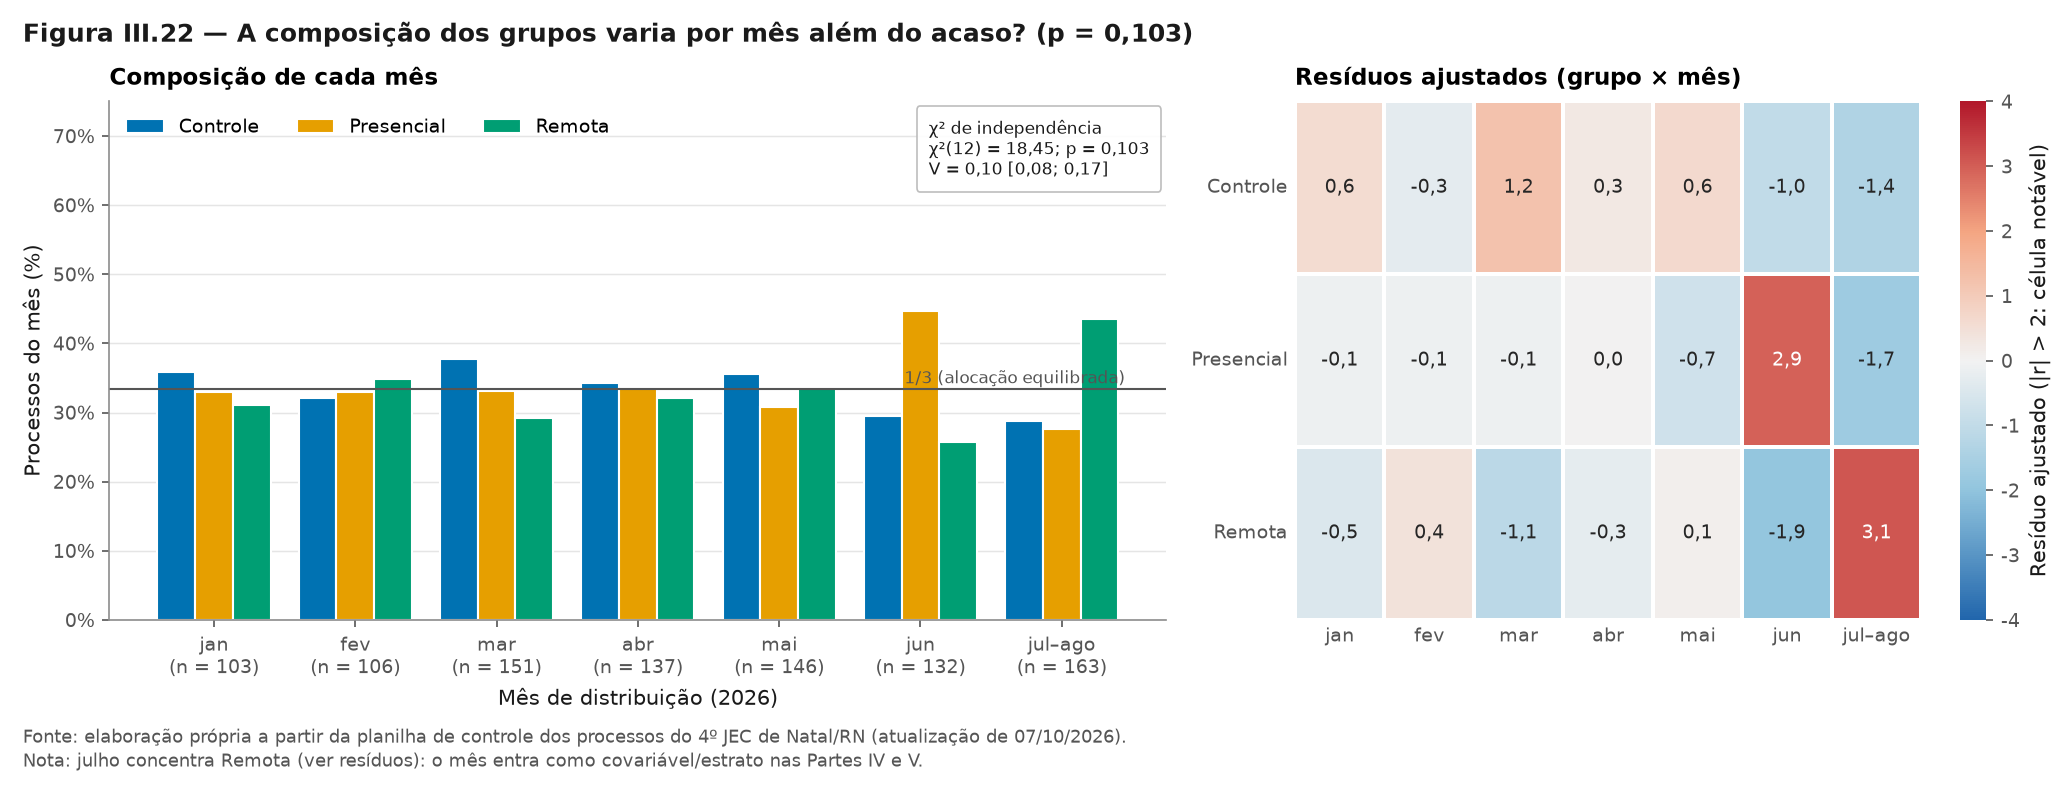 Figura III.22 — A composição dos grupos varia por mês além do acaso? (p = 0,103)
Composição de cada mês
Controle Presencial Remota
χ² de independência
χ²(12) = 18,45; p = 0,103
V = 0,10 [0,08; 0,17]
Processos do mês (%)
70%
60%
50%
40%
30%
20%
10%
0%
1/3 (alocação equilibrada)
jan fev mar abr mai jun jul–ago
(n = 103) (n = 106) (n = 151) (n = 137) (n = 146) (n = 132) (n = 163)
Mês de distribuição (2026)
Resíduos ajustados (grupo × mês)
Controle 0,6 -0,3 1,2 0,3 0,6 -1,0 -1,4
Presencial -0,1 -0,1 -0,1 0,0 -0,7 2,9 -1,7
Remota -0,5 0,4 -1,1 -0,3 0,1 -1,9 3,1
jan fev mar abr mai jun jul–ago
4
3
2
1
0
-1
-2
-3
-4
Resíduo ajustado (|r| > 2: célula notável)
Fonte: elaboração própria a partir da planilha de controle dos processos do 4º JEC de Natal/RN (atualização de 07/10/2026).
Nota: julho concentra Remota (ver resíduos): o mês entra como covariável/estrato nas Partes IV e V.